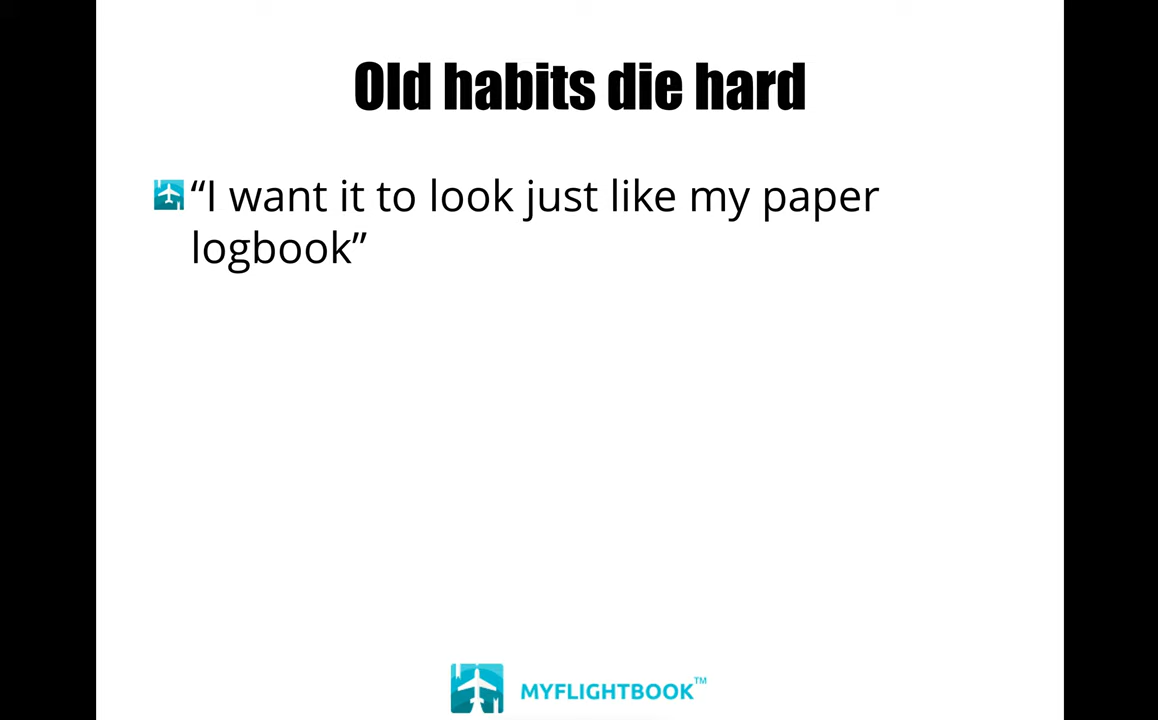 Old habits die hard
“I want it to look just like my paper
logbook”
MYFLIGHTBOOK™